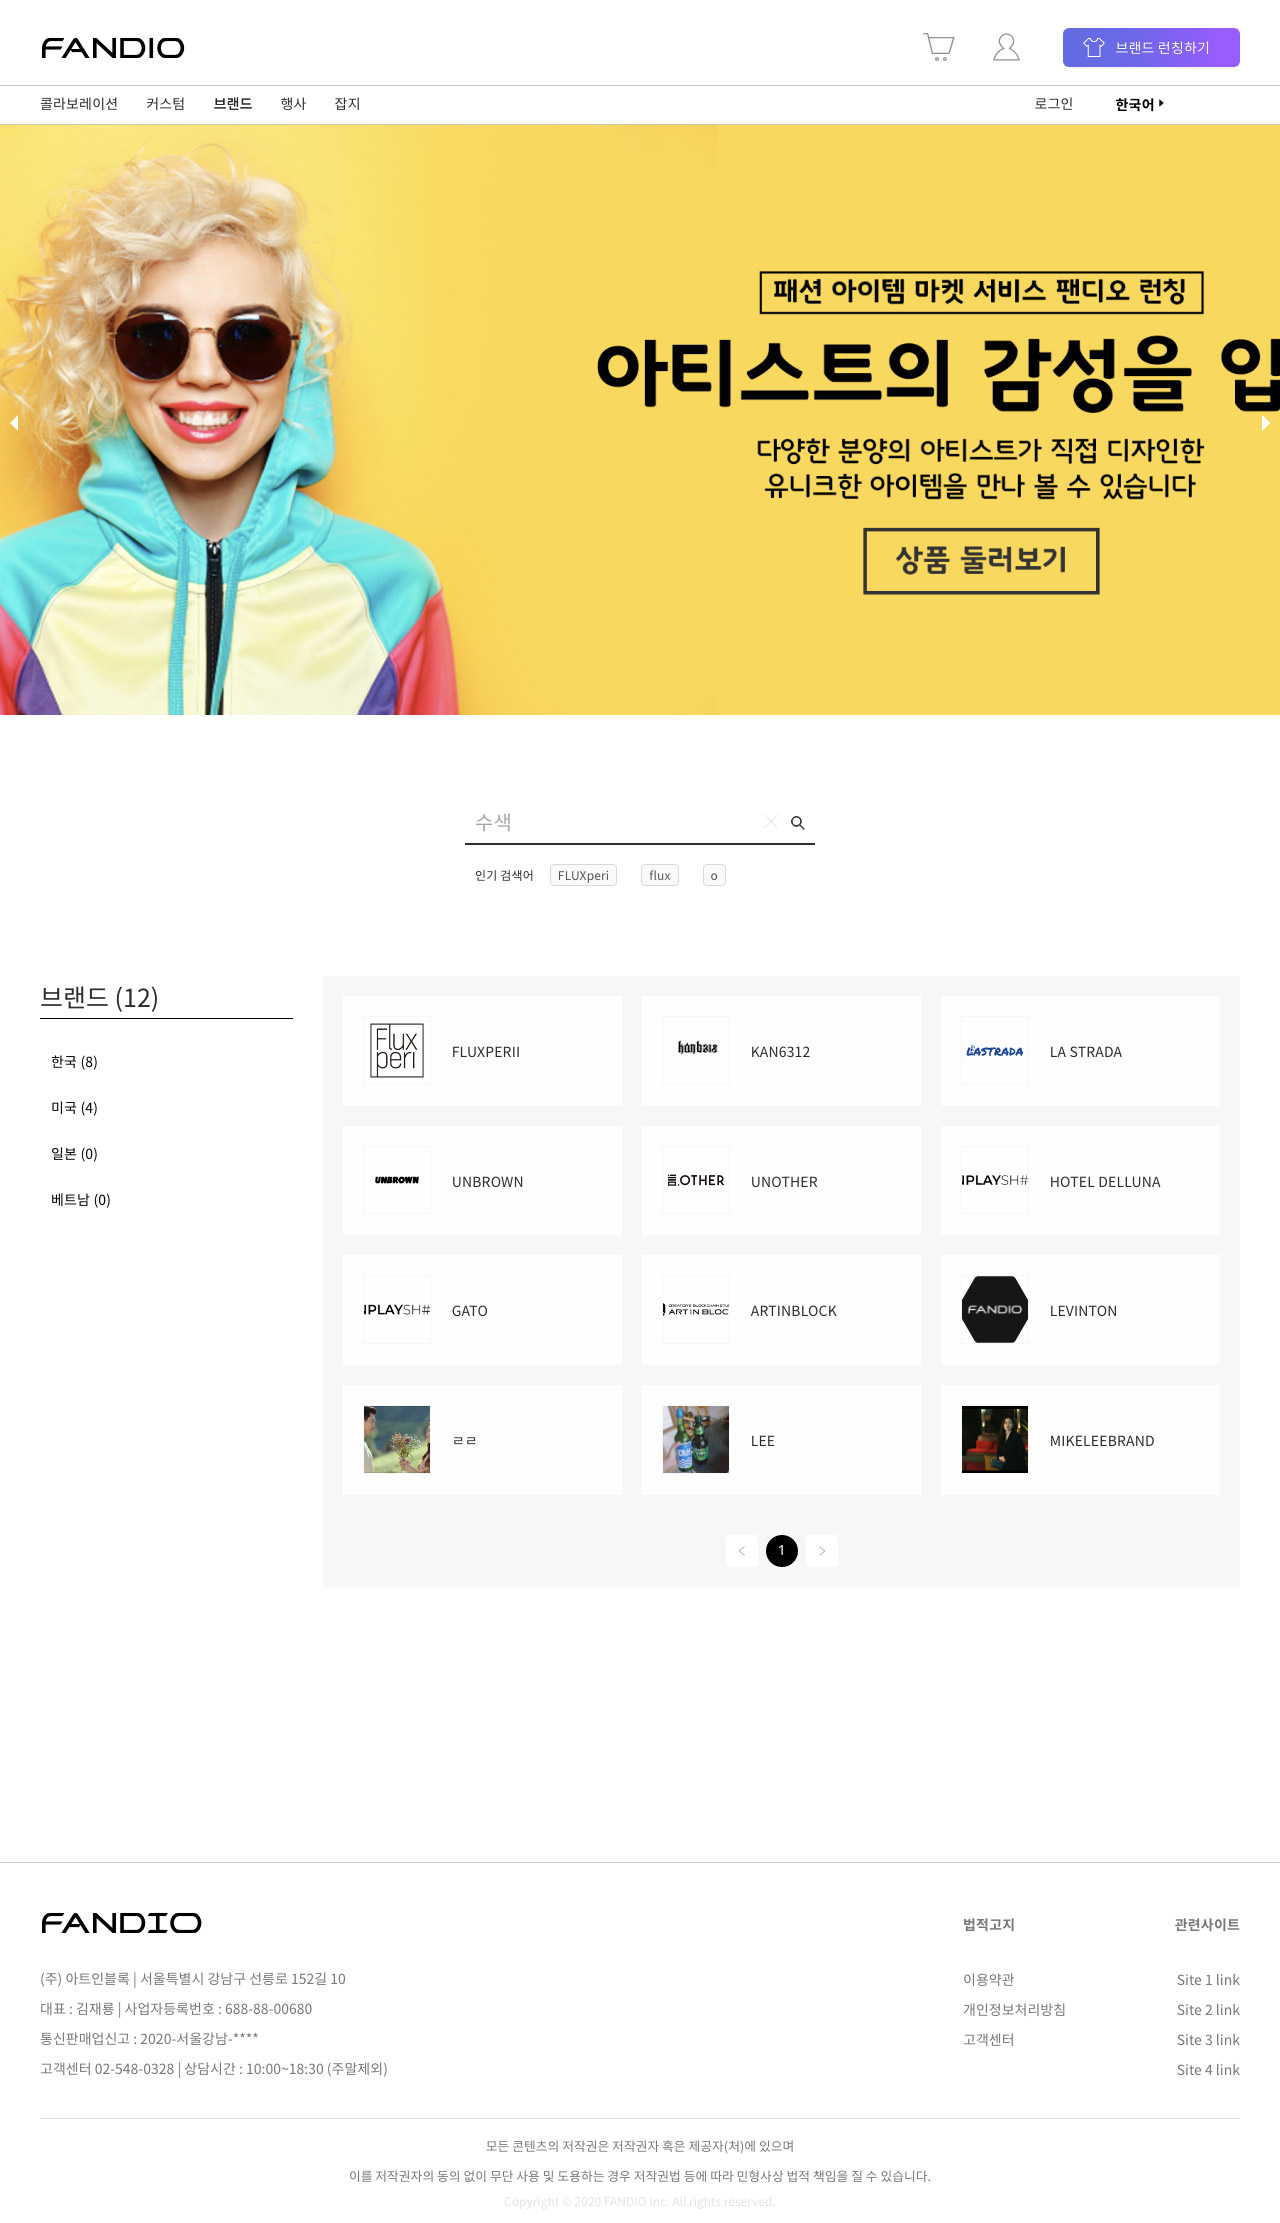 FANDIO
브랜드 런칭하기
콜라보레이션 커스텀 브랜드 행사 잡지 로그인 한국어
패션 아이템 마켓 서비스 팬디오 런칭
아티스트의 감성을 입
다양한 분양의 아티스트가 직접 디자인한
유니크한 아이템을 만나 볼 수 있습니다
상품 둘러보기
수색
인기 검색어 FLUXperi flux o
브랜드 (12)
한국 (8)
미국 (4)
일본 (0)
베트남 (0)
Flux
peri
FLUXPERII
KAN6312
LASTRADA
LA STRADA
UNBROWN
UNBROWN
.OTHER
UNOTHER
PLAYSH#
HOTEL DELLUNA
PLAYSH#
GATO
ART IN BLOC
ARTINBLOCK
FANDIO
LEVINTON
ㄹㄹ
LEE
MIKELEEBRAND
< 1 >
FANDIO
(주) 아트인블록 | 서울특별시 강남구 선릉로 152길 10
대표 : 김재룡 | 사업자등록번호 : 688-88-00680
통신판매업신고 : 2020-서울강남-****
고객센터 02-548-0328 | 상담시간 : 10:00~18:30 (주말제외)
법적고지
이용약관
개인정보처리방침
고객센터
관련사이트
Site 1 link
Site 2 link
Site 3 link
Site 4 link
모든 콘텐츠의 저작권은 저작권자 혹은 제공자(처)에 있으며
이를 저작권자의 동의 없이 무단 사용 및 도용하는 경우 저작권법 등에 따라 민형사상 법적 책임을 질 수 있습니다.
Copyright © 2020 FANDIO Inc. All rights reserved.